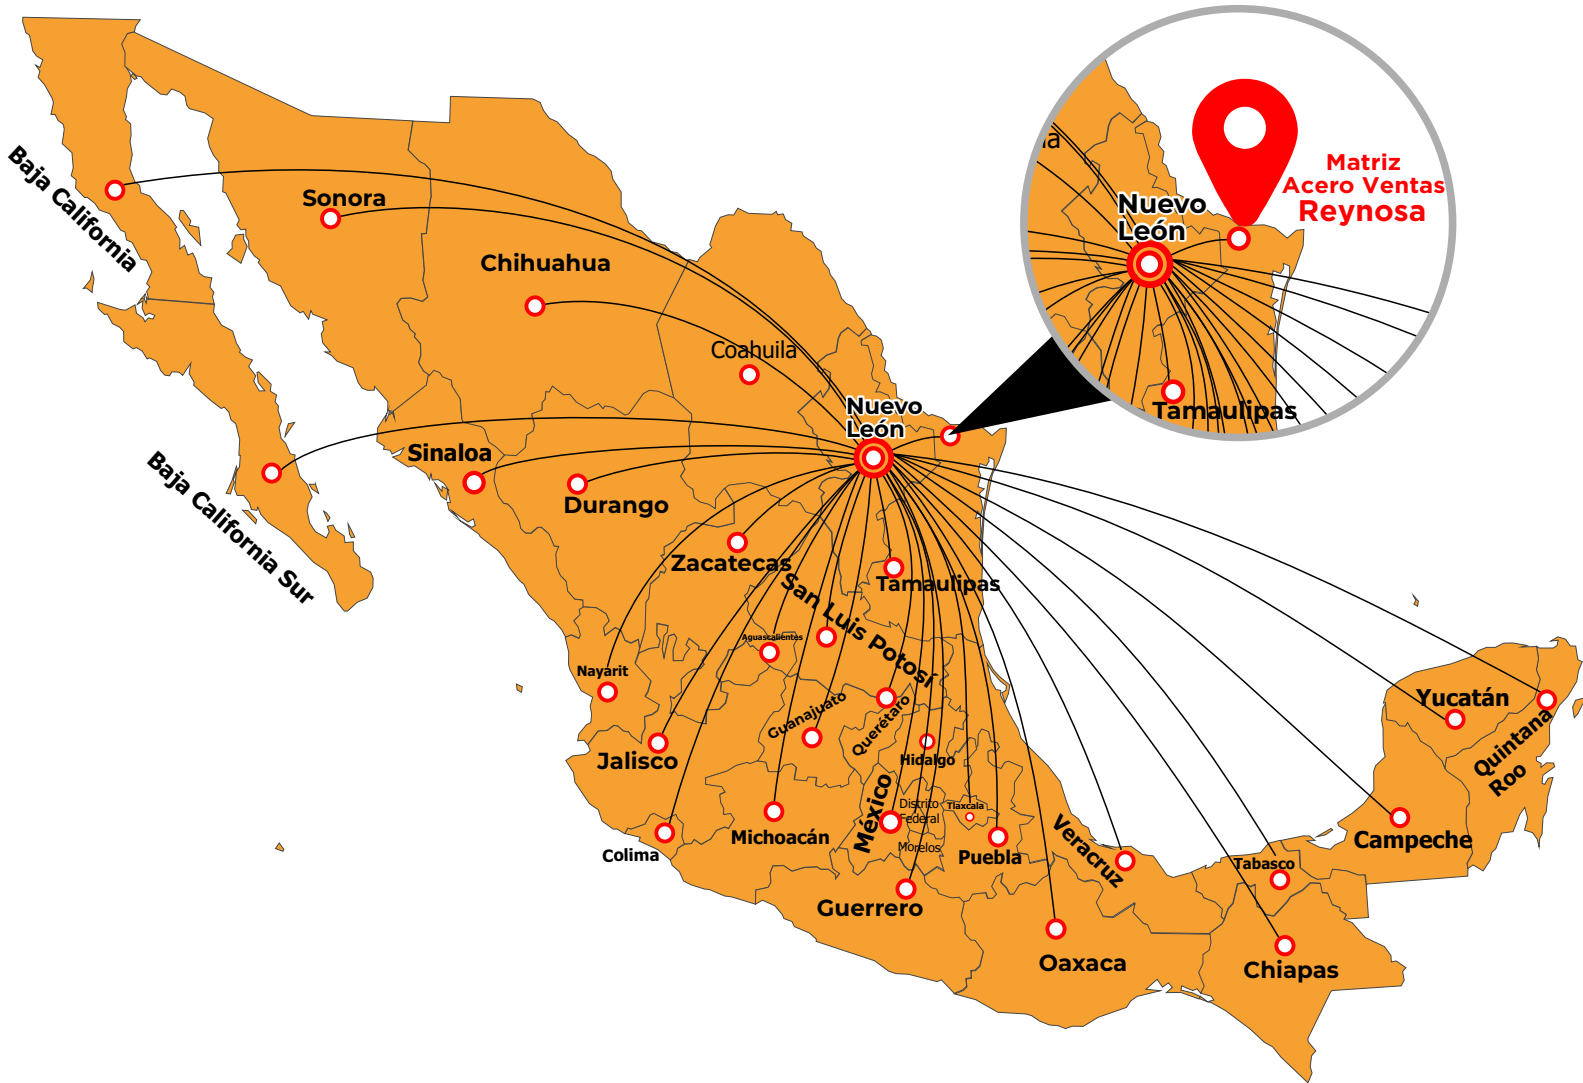 Matriz
Acero Ventas
Reynosa
Nuevo
León
Tamaulipas
Baja California
Sonora
Chihuahua
Coahuila
Nuevo
León
Sinaloa
Baja California Sur
Durango
Zacatecas
Tamaulipas
San Luis Potosí
Aguascalientes
Nayarit
Guanajuato
Querétaro
Jalisco
Hidalgo
Yucatán
Quintana
Roo
México
Distrito
Federal
Tlaxcala
Michoacán
Morelos
Colima
Puebla
Veracruz
Campeche
Tabasco
Guerrero
Oaxaca
Chiapas